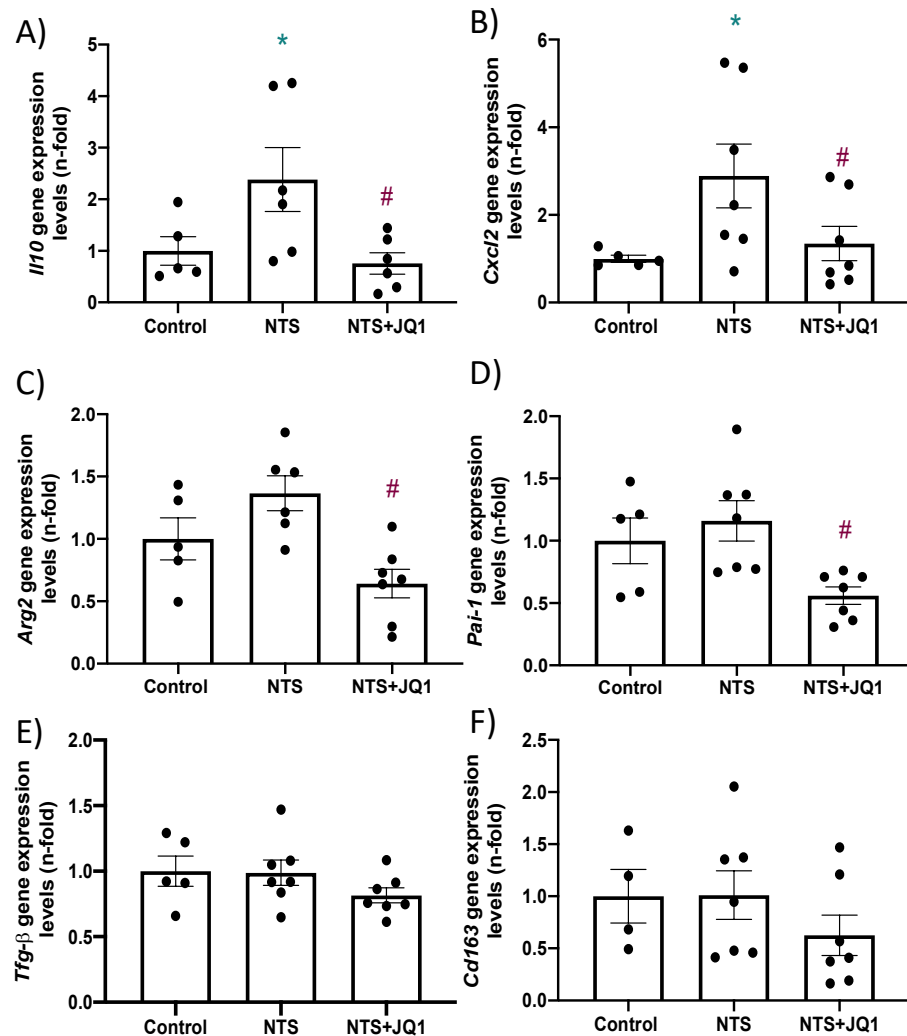 A)
Il10 gene expression
levels (n-fold)
5
4
3
2
1
0
*
#
Control NTS NTS+JQ1
B)
Cxcl2 gene expression
levels (n-fold)
6
4
2
0
*
#
Control NTS NTS+JQ1
C)
Arg2 gene expression
levels (n-fold)
2.0
1.5
1.0
0.5
0.0
#
Control NTS NTS+JQ1
D)
Pai-1 gene expression
levels (n-fold)
2.0
1.5
1.0
0.5
0.0
#
Control NTS NTS+JQ1
E)
Tfg-β gene expression
levels (n-fold)
2.0
1.5
1.0
0.5
0.0
Control NTS NTS+JQ1
F)
Cd163 gene expression
levels (n-fold)
2.5
2.0
1.5
1.0
0.5
0.0
Control NTS NTS+JQ1